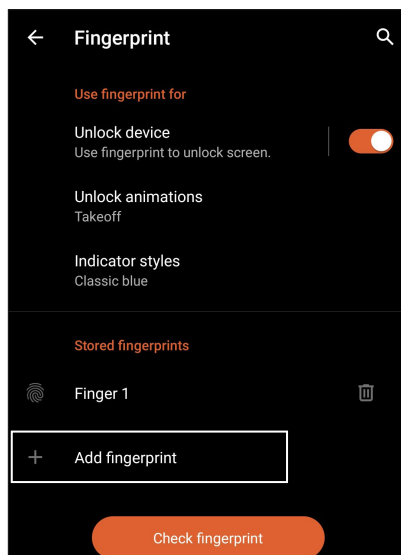 Fingerprint
Use fingerprint for
Unlock device
Use fingerprint to unlock screen.
Unlock animations
Takeoff
Indicator styles
Classic blue
Stored fingerprints
Finger 1
Add fingerprint
Check fingerprint